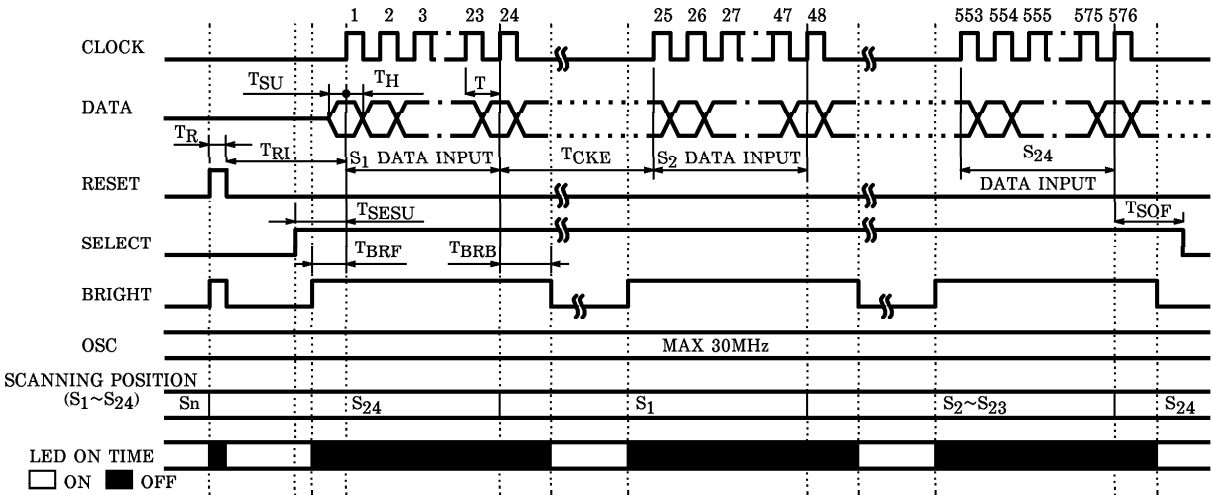 1 2 3 23 24 25 26 27 47 48 553 554 555 575 576
CLOCK
TSU TH T
DATA
TR TRI S1 DATA INPUT TCKE S2 DATA INPUT S24
DATA INPUT
RESET
TSESU TSOF
SELECT
TBRF TBRB
BRIGHT
OSC MAX 30MHz
SCANNING POSITION
(S1~S24) Sn S24 S1 S2~S23 S24
LED ON TIME
ON OFF